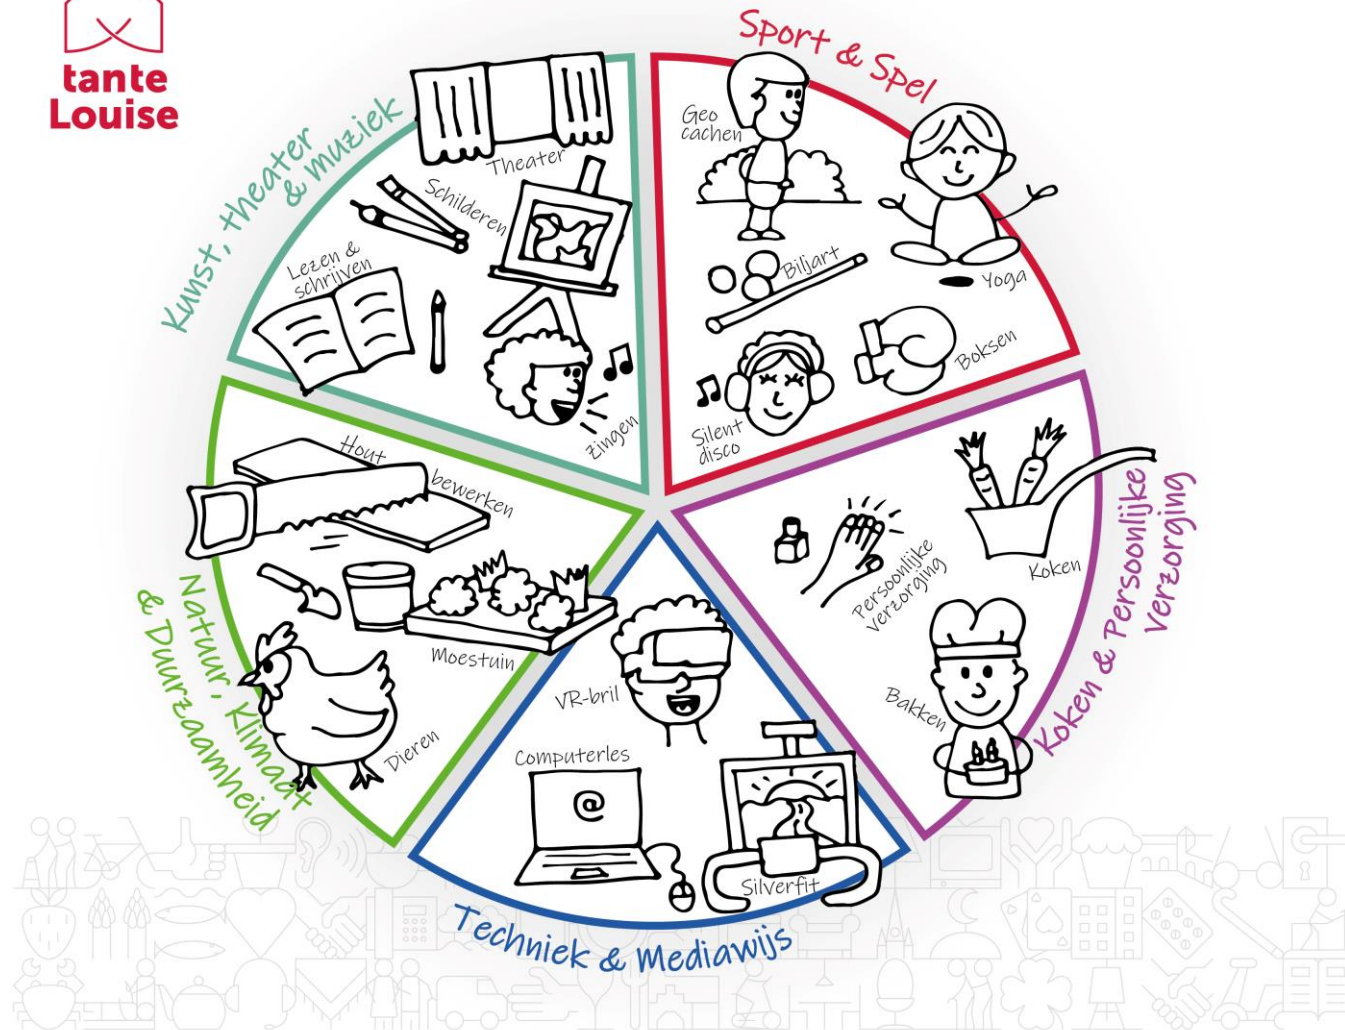 tante
Louise
Kunst, theater
& muziek
Theater
Schilderen
Lezen &
schrijven
zingen
Sport & Spel
Geo
cachen
Yoga
Biljart
Boksen
Silent
disco
Koken & Persoonlijke
verzorging
Koken
Persoonlijke
verzorging
Bakken
Techniek & Mediawijs
VR-bril
Computerles
@
Silverfit
Natuur, Klimaat
& Duurzaamheid
Hout
bewerken
Moestuin
Dieren